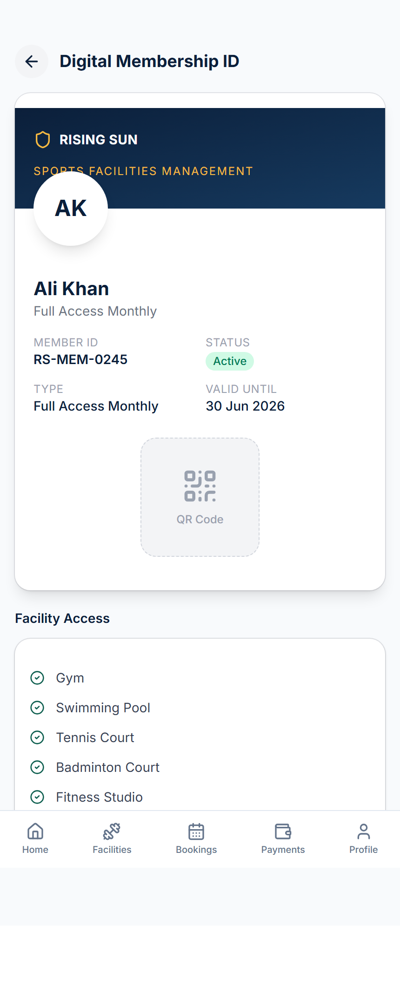 Digital Membership ID
RISING SUN
SPORTS FACILITIES MANAGEMENT
AK
Ali Khan
Full Access Monthly
MEMBER ID
RS-MEM-0245
STATUS
Active
TYPE
Full Access Monthly
VALID UNTIL
30 Jun 2026
QR Code
Facility Access
Gym
Swimming Pool
Tennis Court
Badminton Court
Fitness Studio
Home
Facilities
Bookings
Payments
Profile